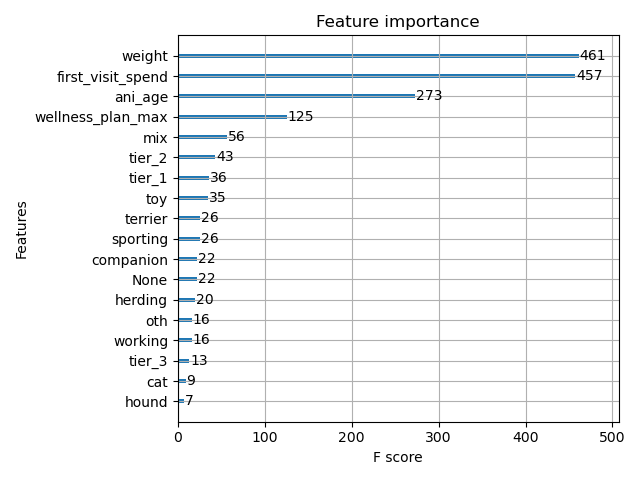 Feature importance
weight 461
first_visit_spend 457
ani_age 273
wellness_plan_max 125
mix 56
tier_2 43
tier_1 36
toy 35
terrier 26
sporting 26
companion 22
None 22
herding 20
oth 16
working 16
tier_3 13
cat 9
hound 7
Features
0 100 200 300 400 500
F score